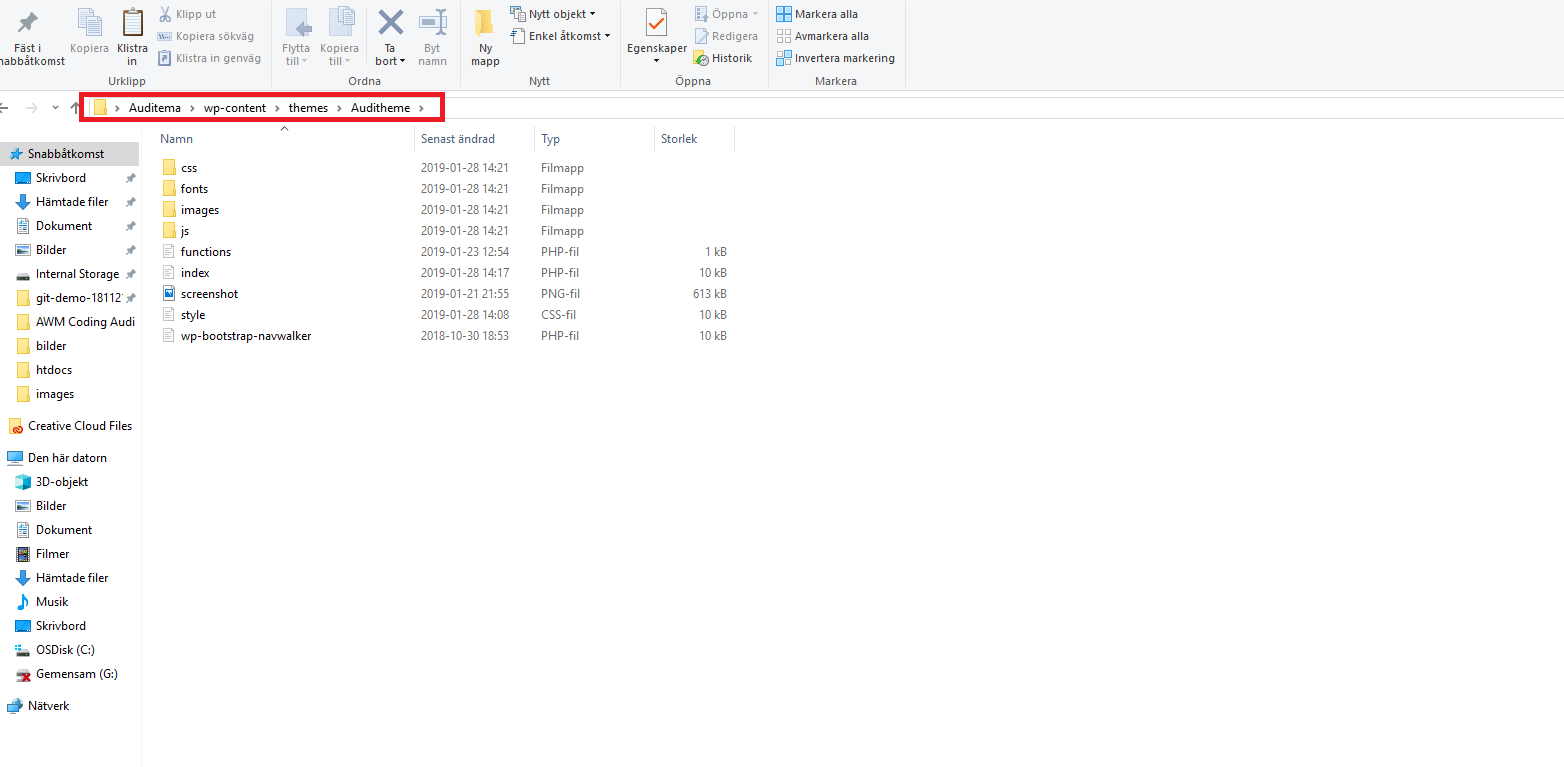 Fäst i
nabbåtkomst
Kopiera
Klistra
in
Klipp ut
Kopiera sökväg
Klistra in genväg
Urklipp
Flytta
till
Kopiera
till
Ta
bort
Byt
namn
Ordna
Ny
mapp
Nytt objekt
Enkel åtkomst
Nytt
Egenskaper
Öppna
Redigera
Historik
Öppna
Markera alla
Avmarkera alla
Invertera markering
Markera
Auditema > wp-content > themes > Auditheme >
Namn Senast ändrad Typ Storlek
css 2019-01-28 14:21 Filmapp
fonts 2019-01-28 14:21 Filmapp
images 2019-01-28 14:21 Filmapp
js 2019-01-28 14:21 Filmapp
functions 2019-01-23 12:54 PHP-fil 1 kB
index 2019-01-28 14:17 PHP-fil 10 kB
screenshot 2019-01-21 21:55 PNG-fil 613 kB
style 2019-01-28 14:08 CSS-fil 10 kB
wp-bootstrap-navwalker 2018-10-30 18:53 PHP-fil 10 kB
Snabbåtkomst
Skrivbord
Hämtade filer
Dokument
Bilder
Internal Storage
git-demo-18112
AWM Coding Audi
bilder
htdocs
images
Creative Cloud Files
Den här datorn
3D-objekt
Bilder
Dokument
Filmer
Hämtade filer
Musik
Skrivbord
OSDisk (C:)
Gemensam (G:)
Nätverk